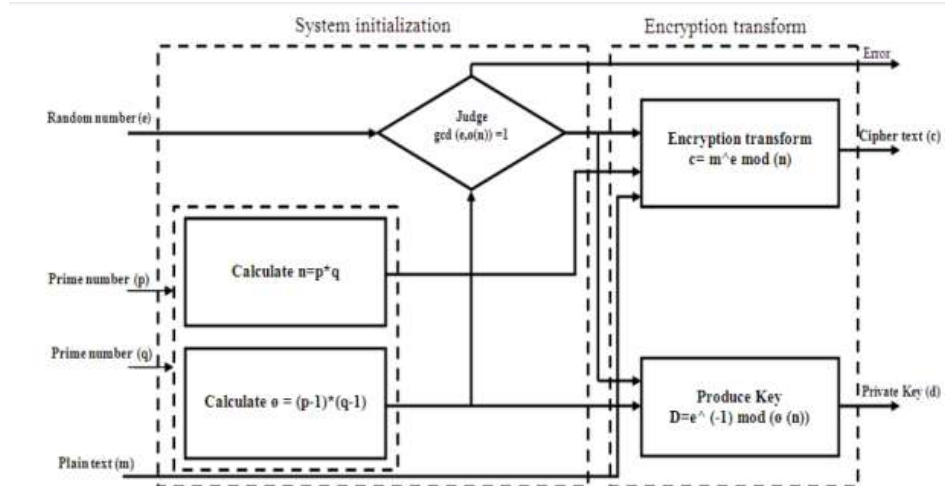 System initialization
Encryption transform
Error
Random number (e)
Judge
gcd (e,o(n)) =1
Encryption transform
c= m^e mod (n)
Cipher text (c)
Calculate n=p*q
Prime number (p)
Prime number (q)
Calculate o = (p-1)*(q-1)
Produce Key
D=e^ (-1) mod (o (n))
Private Key (d)
Plain text (m)